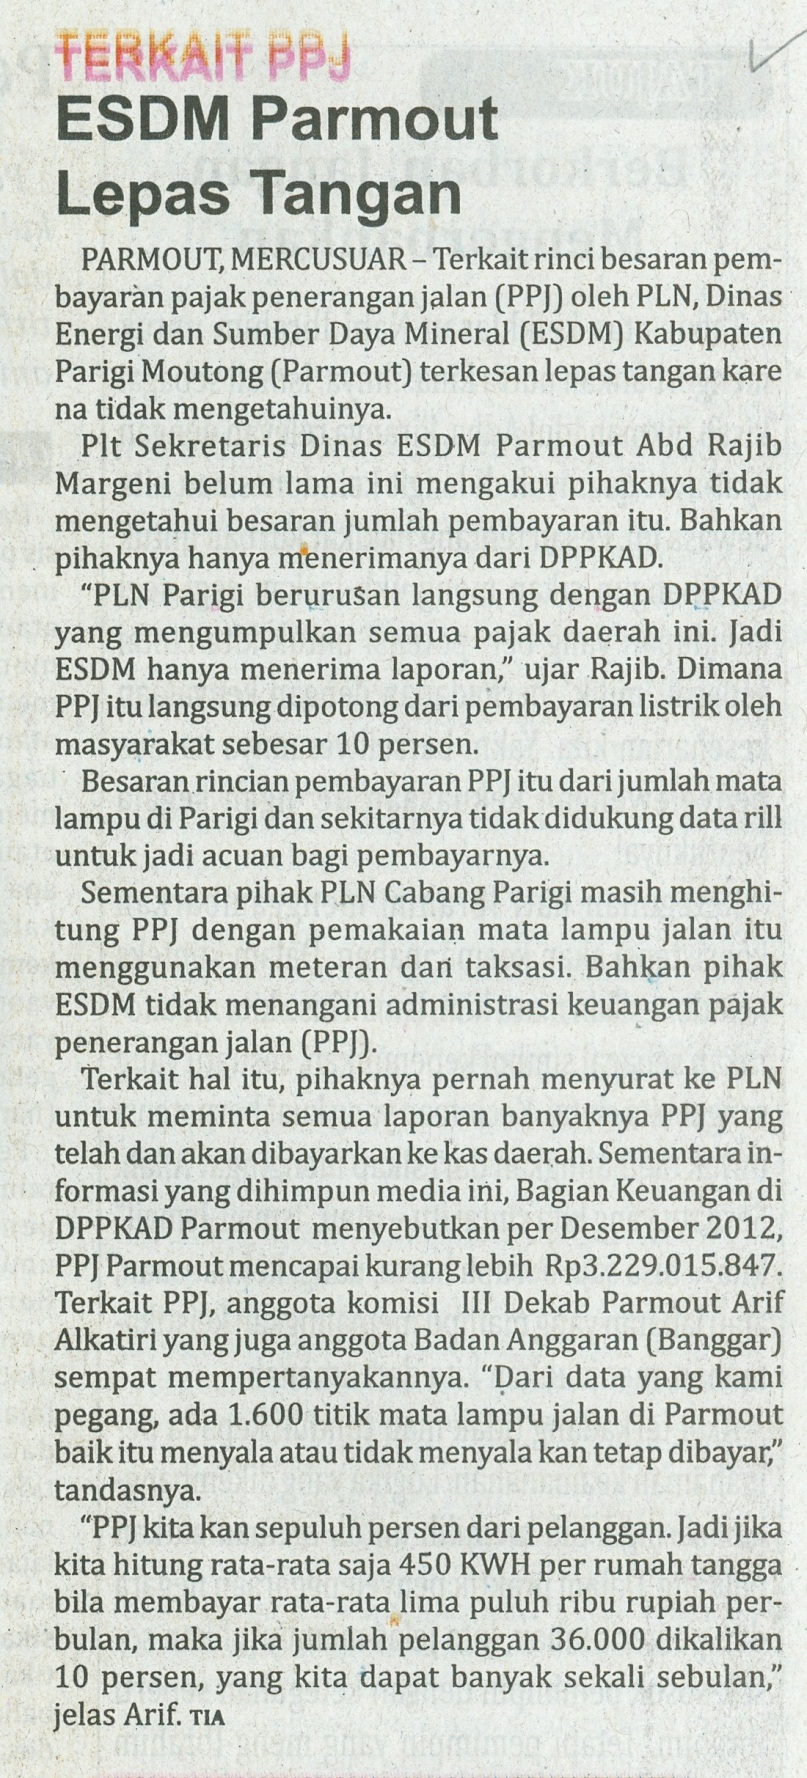 TERKAIT PPJ
ESDM Parmout
Lepas Tangan
PARMOUT, MERCUSUAR – Terkait rinci besaran pem-
bayaran pajak penerangan jalan (PPJ) oleh PLN, Dinas
Energi dan Sumber Daya Mineral (ESDM) Kabupaten
Parigi Moutong (Parmout) terkesan lepas tangan kare
na tidak mengetahuinya.
Plt Sekretaris Dinas ESDM Parmout Abd Rajib
Margeni belum lama ini mengakui pihaknya tidak
mengetahui besaran jumlah pembayaran itu. Bahkan
pihaknya hanya menerimanya dari DPPKAD.
“PLN Parigi berurusan langsung dengan DPPKAD
yang mengumpulkan semua pajak daerah ini. Jadi
ESDM hanya menerima laporan,” ujar Rajib. Dimana
PPJ itu langsung dipotong dari pembayaran listrik oleh
masyarakat sebesar 10 persen.
Besaran rincian pembayaran PPJ itu dari jumlah mata
lampu di Parigi dan sekitarnya tidak didukung data rill
untuk jadi acuan bagi pembayarnya.
Sementara pihak PLN Cabang Parigi masih menghi-
tung PPJ dengan pemakaian mata lampu jalan itu
menggunakan meteran dan taksasi. Bahkan pihak
ESDM tidak menangani administrasi keuangan pajak
penerangan jalan (PPJ).
Terkait hal itu, pihaknya pernah menyurat ke PLN
untuk meminta semua laporan banyaknya PPJ yang
telah dan akan dibayarkan ke kas daerah. Sementara in-
formasi yang dihimpun media ini, Bagian Keuangan di
DPPKAD Parmout menyebutkan per Desember 2012,
PPJ Parmout mencapai kurang lebih Rp3.229.015.847.
Terkait PPJ, anggota komisi III Dekab Parmout Arif
Alkatiri yang juga anggota Badan Anggaran (Banggar)
sempat mempertanyakannya. “Dari data yang kami
pegang, ada 1.600 titik mata lampu jalan di Parmout
baik itu menyala atau tidak menyala kan tetap dibayar,”
tandasnya.
“PPJ kita kan sepuluh persen dari pelanggan. Jadi jika
kita hitung rata-rata saja 450 KWH per rumah tangga
bila membayar rata-rata lima puluh ribu rupiah per-
bulan, maka jika jumlah pelanggan 36.000 dikalikan
10 persen, yang kita dapat banyak sekali sebulan,”
jelas Arif. TIA